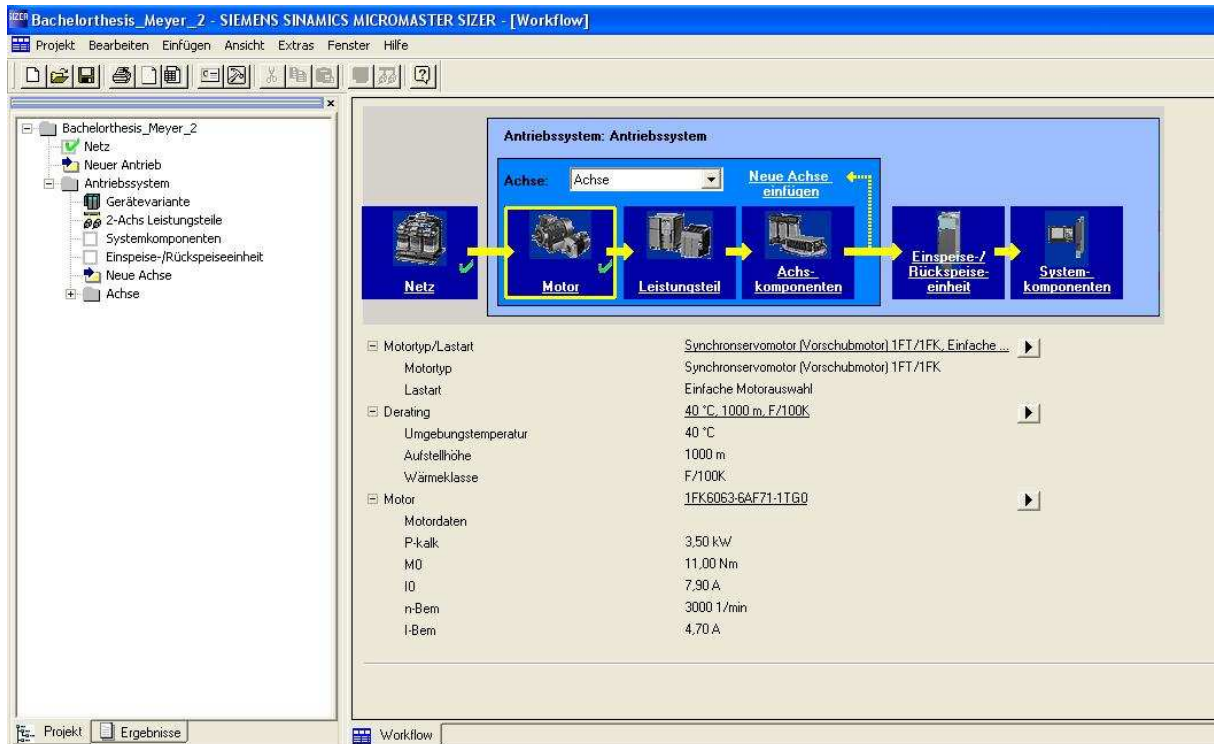 SIZER Bachelorthesis_Meyer_2 - SIEMENS SINAMICS MICROMASTER SIZER - [Workflow]
Projekt Bearbeiten Einfügen Ansicht Extras Fenster Hilfe
Bachelorthesis_Meyer_2
Netz
Neuer Antrieb
Antriebssystem
Gerätevariante
2-Achs Leistungsteile
Systemkomponenten
Einspeise-/Rückspeiseeinheit
Neue Achse
Achse
Projekt Ergebnisse
Antriebssystem: Antriebssystem
Achse: Achse
Neue Achse
einfügen
Netz
Motor
Leistungsteil
Achs-
komponenten
Einspeise-/
Rückspeise-
einheit
System-
komponenten
Motortyp/Lastart Synchronservomotor (Vorschubmotor) 1FT/1FK, Einfache ...
Motortyp Synchronservomotor (Vorschubmotor) 1FT/1FK
Lastart Einfache Motorauswahl
Derating 40 °C, 1000 m, F/100K
Umgebungstemperatur 40 °C
Aufstellhöhe 1000 m
Wärmeklasse F/100K
Motor 1FK6063-6AF71-1TG0
Motordaten
P-kalk 3,50 kW
M0 11,00 Nm
I0 7,90 A
n-Bem 3000 1/min
I-Bem 4,70 A
Workflow